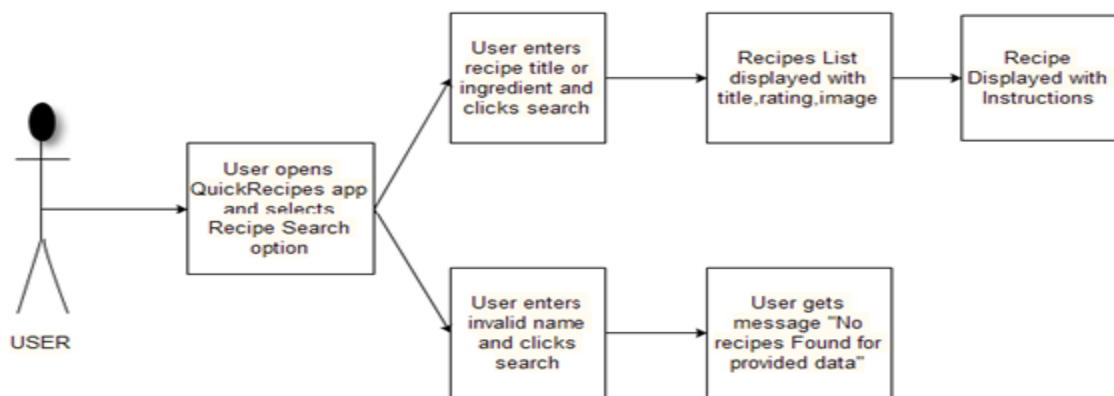 User enters
recipe title or
ingredient and
clicks search
Recipes List
displayed with
title,rating,image
Recipe
Displayed with
Instructions
User opens
QuickRecipes app
and selects
Recipe Search
option
USER
User enters
invalid name
and clicks
search
User gets
message "No
recipes Found for
provided data"